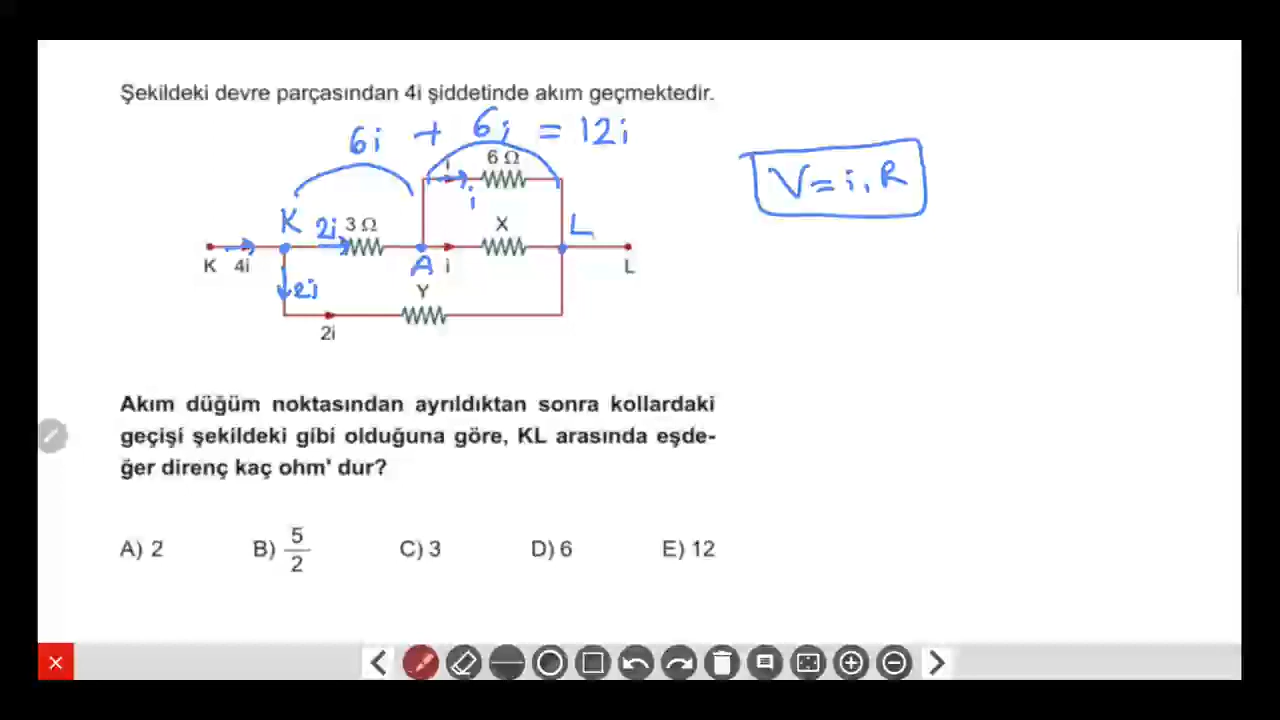 Şekildeki devre parçasından 4i şiddetinde akım geçmektedir.
6i + 6i = 12i
V = i . R
i
6 Ω
i
K
2i
3 Ω
X
L
K
4i
A
i
L
2i
Y
2i
Akım düğüm noktasından ayrıldıktan sonra kollardaki
geçişi şekildeki gibi olduğuna göre, KL arasında eşde-
ğer direnç kaç ohm' dur?
A) 2 B) 5/2 C) 3 D) 6 E) 12